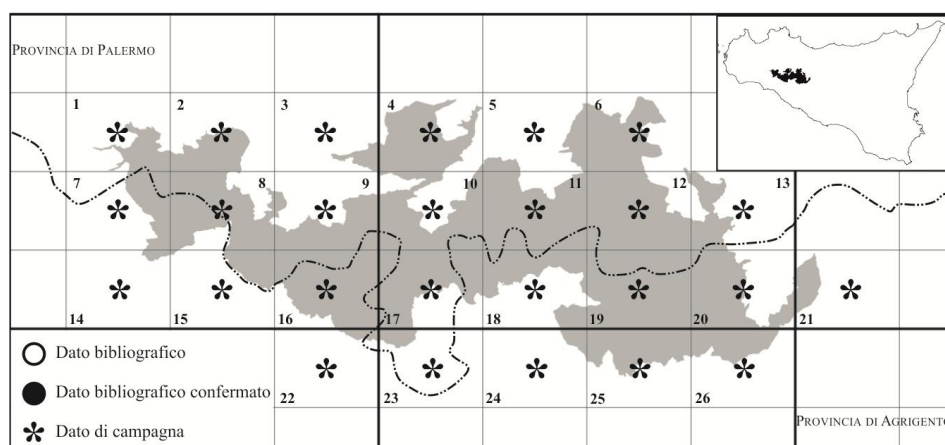 PROVINCIA DI PALERMO
1 2 3 4 5 6
7 8 9 10 11 12 13
14 15 16 17 18 19 20 21
Dato bibliografico
Dato bibliografico confermato
Dato di campagna
22 23 24 25 26
PROVINCIA DI AGRIGENTO